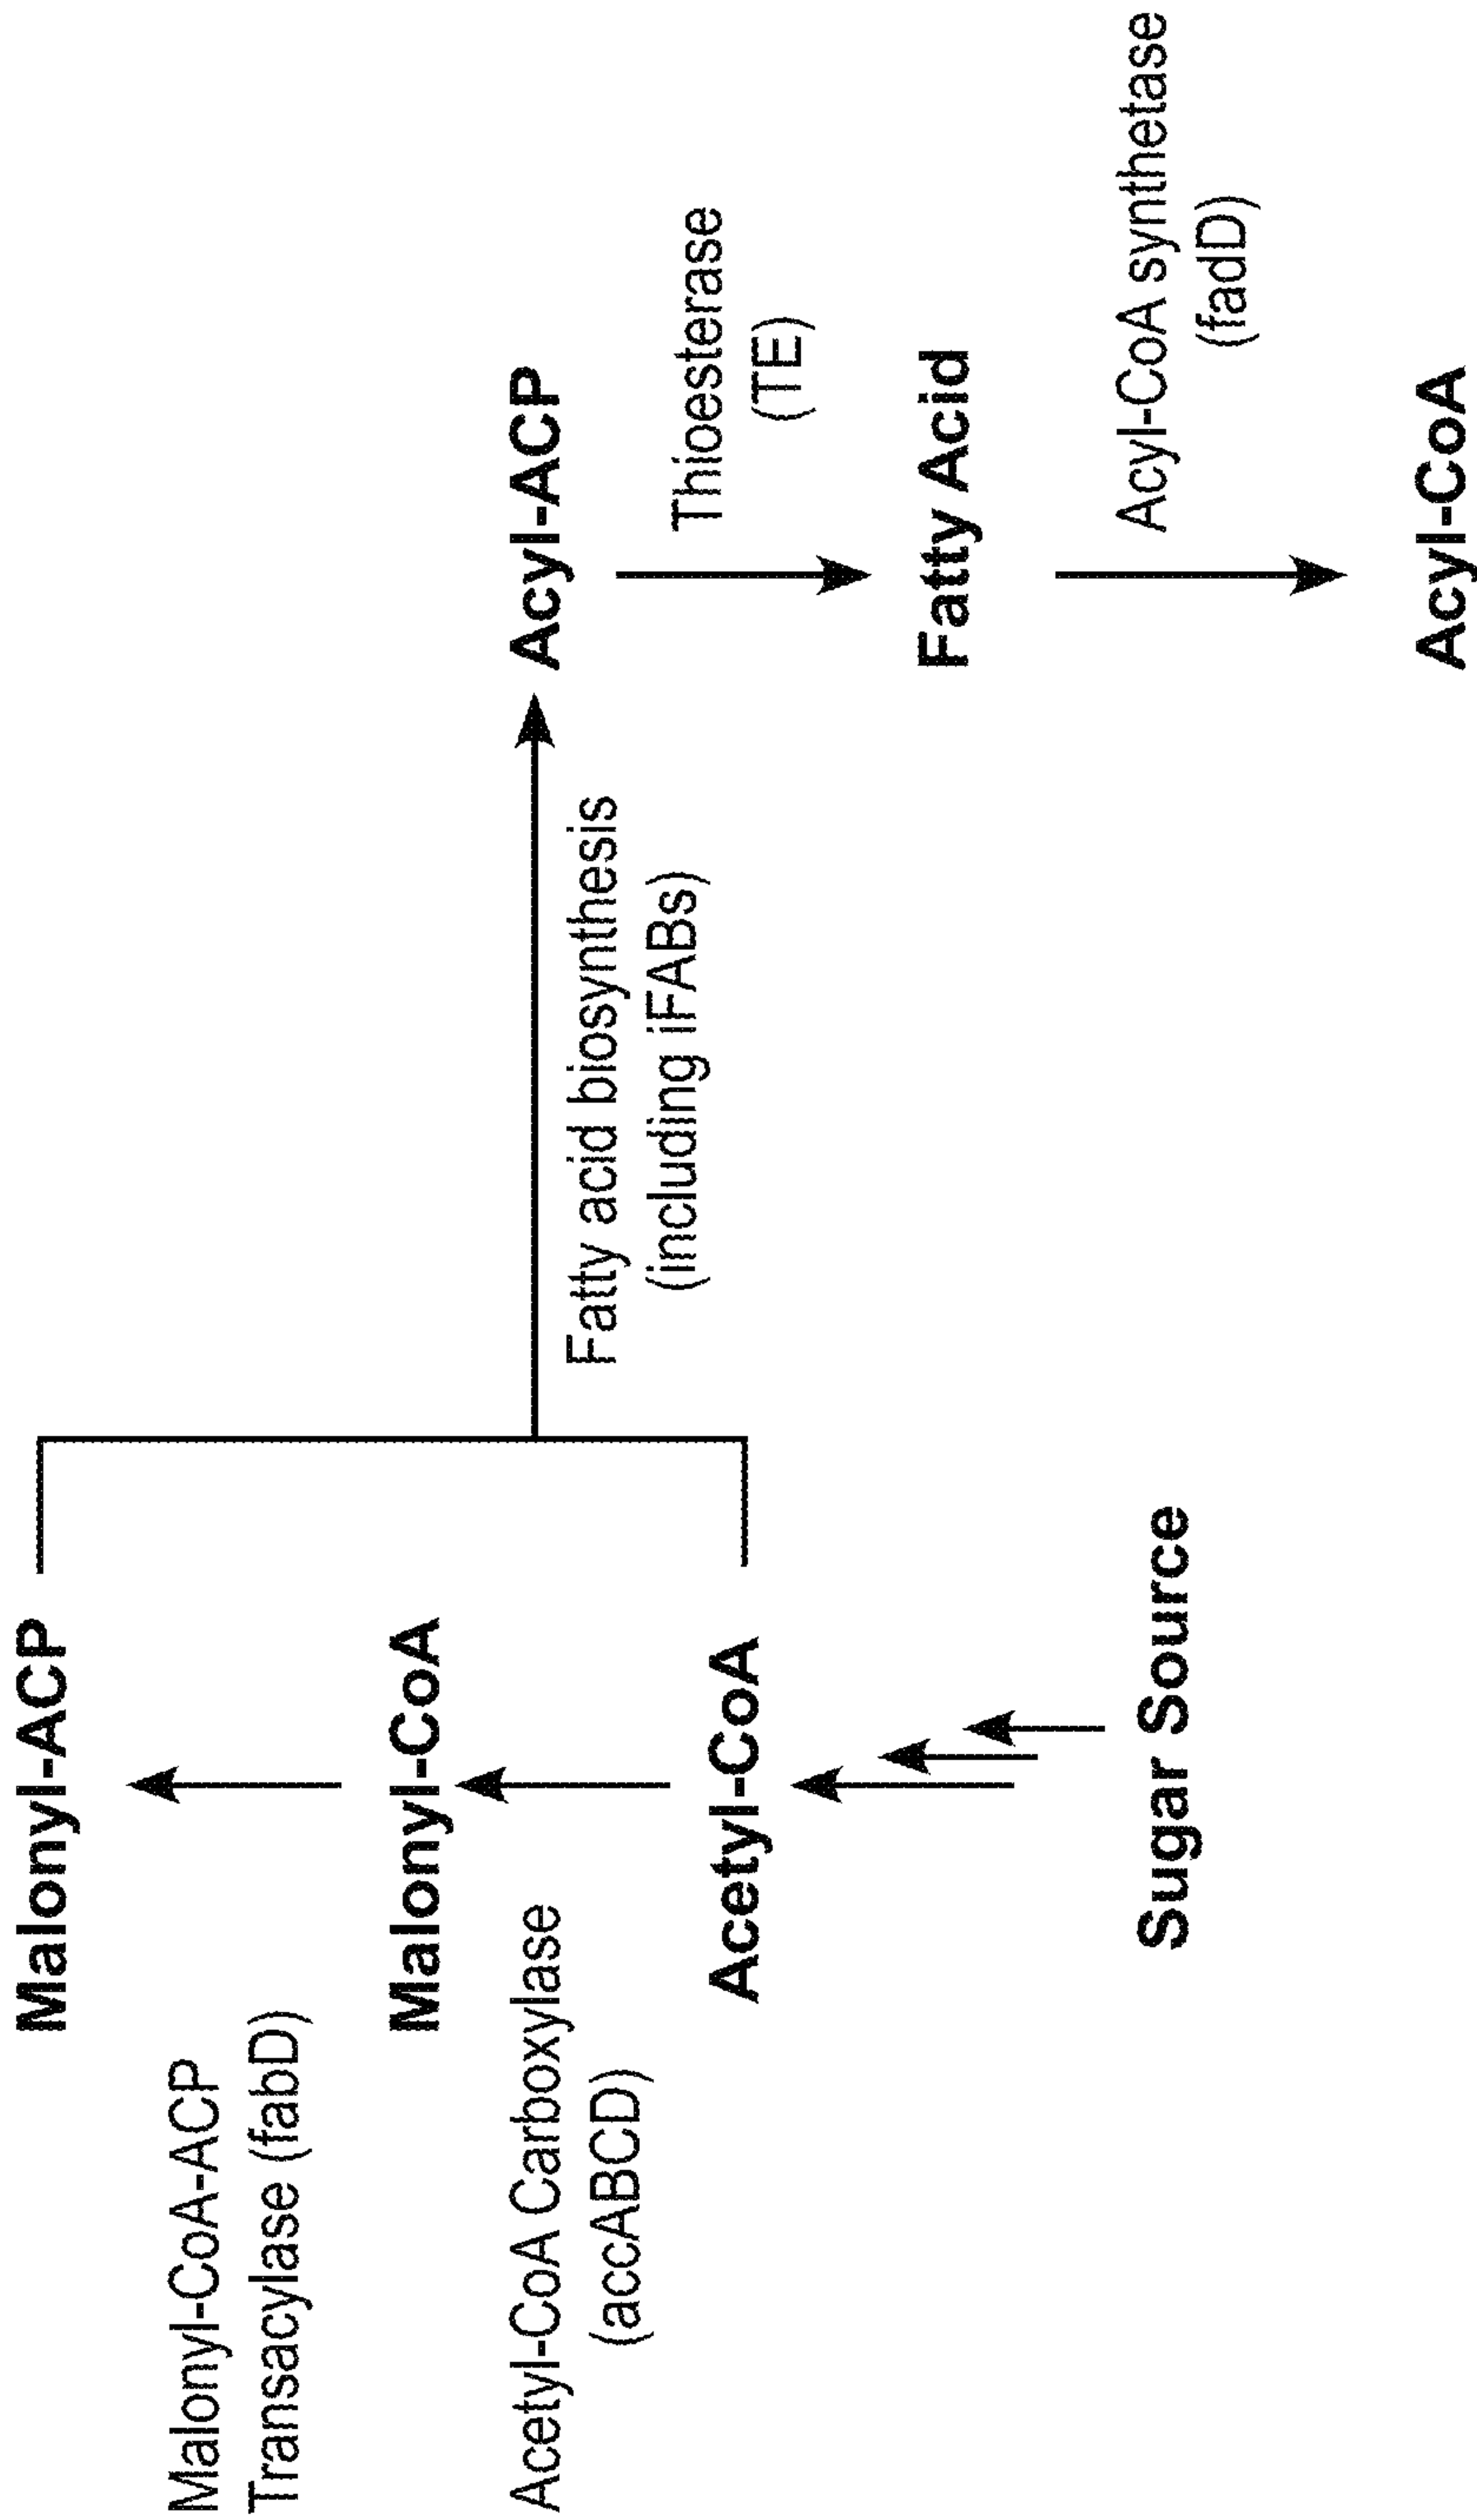 Malonyl-ACP
Malonyl-CoA-ACP
Transacylase (fabD)
Malonyl-CoA
Acetyl-CoA Carboxylase
(accABCD)
Acetyl-CoA
Sugar Source
Fatty acid biosynthesis
(including iFABs)
Acyl-ACP
Thioesterase
(TE)
Fatty Acid
Acyl-CoA synthetase
(fadD)
Acyl-CoA